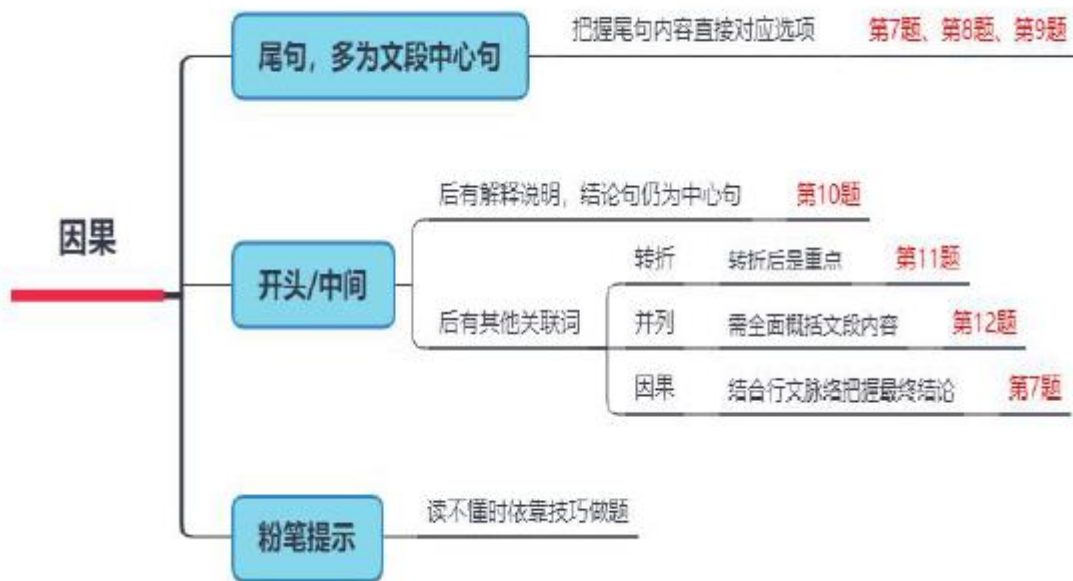 因果
尾句，多为文段中心句
把握尾句内容直接对应选项
第7题、第8题、第9题
开头/中间
后有解释说明，结论句仍为中心句
第10题
后有其他关联词
转折
转折后是重点
第11题
并列
需全面概括文段内容
第12题
因果
结合行文脉络把握最终结论
第7题
粉笔提示
读不懂时依靠技巧做题